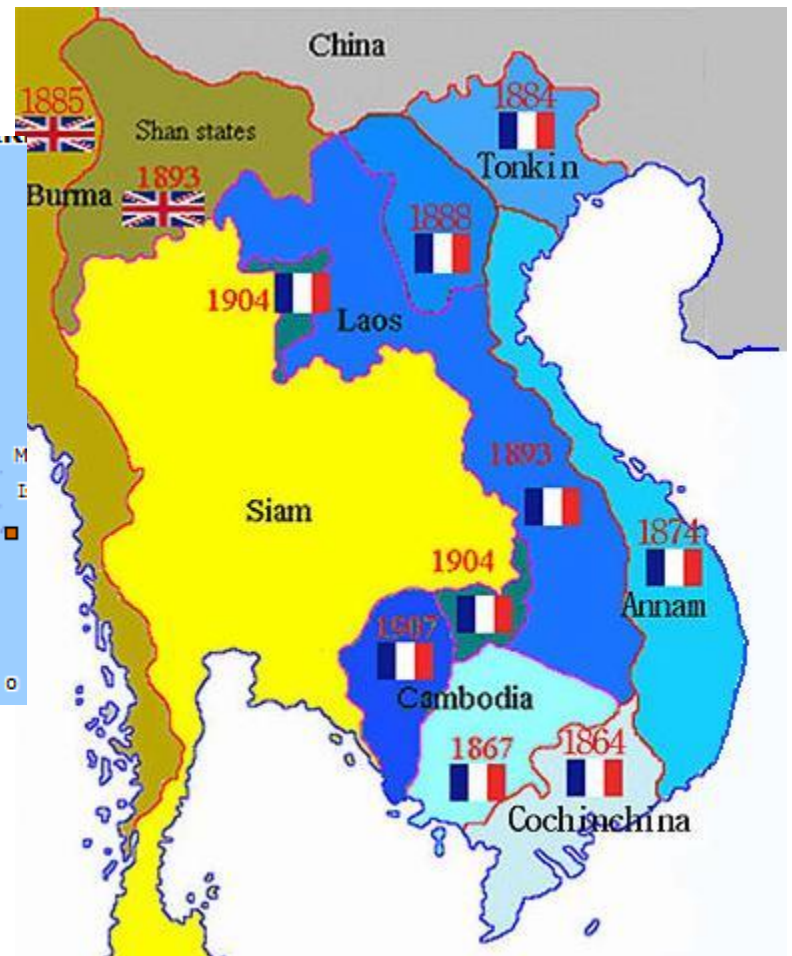 China
1885
1884
Shan states
Tonkin
1893
Burma
1888
1904
Laos
1893
M
Siam
I
1874
1904
Annam
1907
Cambodia
1867
1864
Cochinchina
o